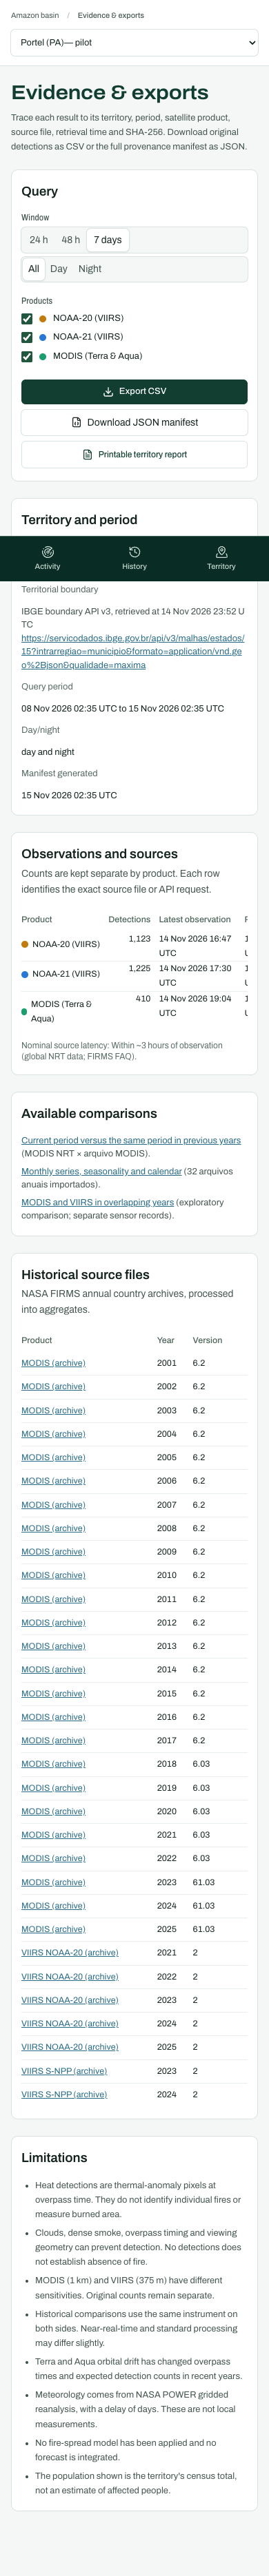 Amazon basin / Evidence & exports
Portel (PA)— pilot
Evidence & exports
Trace each result to its territory, period, satellite product,
source file, retrieval time and SHA-256. Download original
detections as CSV or the full provenance manifest as JSON.
Query
Window
24 h 48 h 7 days
All Day Night
Products
NOAA-20 (VIIRS)
NOAA-21 (VIIRS)
MODIS (Terra & Aqua)
Export CSV
Download JSON manifest
Printable territory report
Territory and period
Activity History Territory
Territorial boundary
IBGE boundary API v3, retrieved at 14 Nov 2026 23:52 U
TC
https://servicodados.ibge.gov.br/api/v3/malhas/estados/
15?intrarregiao=municipio&formato=application/vnd.ge
o%2Bjson&qualidade=maxima
Query period
08 Nov 2026 02:35 UTC to 15 Nov 2026 02:35 UTC
Day/night
day and night
Manifest generated
15 Nov 2026 02:35 UTC
Observations and sources
Counts are kept separate by product. Each row
identifies the exact source file or API request.
Product Detections Latest observation
NOAA-20 (VIIRS) 1,123 14 Nov 2026 16:47
UTC
NOAA-21 (VIIRS) 1,225 14 Nov 2026 17:30
UTC
MODIS (Terra & 410 14 Nov 2026 19:04
Aqua) UTC
Nominal source latency: Within ~3 hours of observation
(global NRT data; FIRMS FAQ).
Available comparisons
Current period versus the same period in previous years
(MODIS NRT × arquivo MODIS).
Monthly series, seasonality and calendar (32 arquivos
anuais importados).
MODIS and VIIRS in overlapping years (exploratory
comparison; separate sensor records).
Historical source files
NASA FIRMS annual country archives, processed
into aggregates.
Product Year Version
MODIS (archive) 2001 6.2
MODIS (archive) 2002 6.2
MODIS (archive) 2003 6.2
MODIS (archive) 2004 6.2
MODIS (archive) 2005 6.2
MODIS (archive) 2006 6.2
MODIS (archive) 2007 6.2
MODIS (archive) 2008 6.2
MODIS (archive) 2009 6.2
MODIS (archive) 2010 6.2
MODIS (archive) 2011 6.2
MODIS (archive) 2012 6.2
MODIS (archive) 2013 6.2
MODIS (archive) 2014 6.2
MODIS (archive) 2015 6.2
MODIS (archive) 2016 6.2
MODIS (archive) 2017 6.2
MODIS (archive) 2018 6.03
MODIS (archive) 2019 6.03
MODIS (archive) 2020 6.03
MODIS (archive) 2021 6.03
MODIS (archive) 2022 6.03
MODIS (archive) 2023 61.03
MODIS (archive) 2024 61.03
MODIS (archive) 2025 61.03
VIIRS NOAA-20 (archive) 2021 2
VIIRS NOAA-20 (archive) 2022 2
VIIRS NOAA-20 (archive) 2023 2
VIIRS NOAA-20 (archive) 2024 2
VIIRS NOAA-20 (archive) 2025 2
VIIRS S-NPP (archive) 2023 2
VIIRS S-NPP (archive) 2024 2
Limitations
• Heat detections are thermal-anomaly pixels at
overpass time. They do not identify individual fires or
measure burned area.
• Clouds, dense smoke, overpass timing and viewing
geometry can prevent detection. No detections does
not establish absence of fire.
• MODIS (1 km) and VIIRS (375 m) have different
sensitivities. Original counts remain separate.
• Historical comparisons use the same instrument on
both sides. Near-real-time and standard processing
may differ slightly.
• Terra and Aqua orbital drift has changed overpass
times and expected detection counts in recent years.
• Meteorology comes from NASA POWER gridded
reanalysis, with a delay of days. These are not local
measurements.
• No fire-spread model has been applied and no
forecast is integrated.
• The population shown is the territory's census total,
not an estimate of affected people.